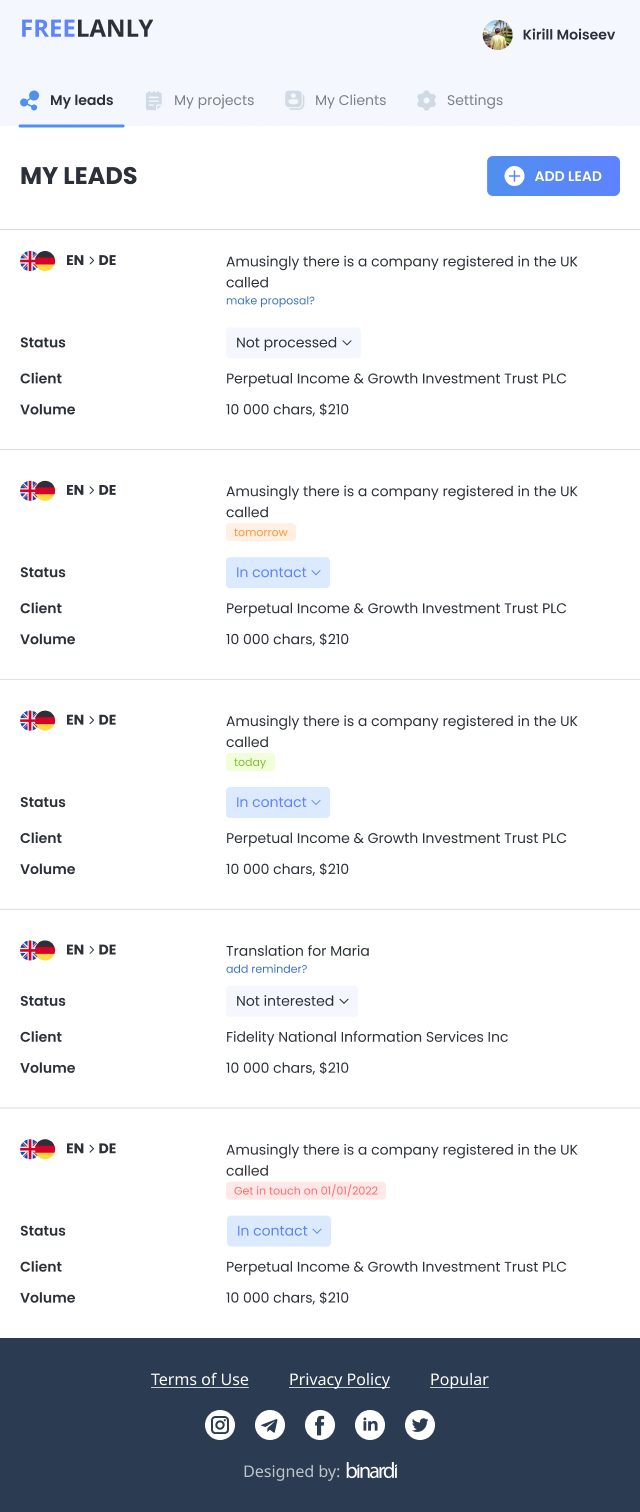 FREELANLY
Kirill Moiseev
My leads My projects My Clients Settings
MY LEADS
ADD LEAD
EN > DE
Amusingly there is a company registered in the UK
called
make proposal?
Status Not processed
Client Perpetual Income & Growth Investment Trust PLC
Volume 10 000 chars, $210
EN > DE
Amusingly there is a company registered in the UK
called
tomorrow
Status In contact
Client Perpetual Income & Growth Investment Trust PLC
Volume 10 000 chars, $210
EN > DE
Amusingly there is a company registered in the UK
called
today
Status In contact
Client Perpetual Income & Growth Investment Trust PLC
Volume 10 000 chars, $210
EN > DE
Translation for Maria
add reminder?
Status Not interested
Client Fidelity National Information Services Inc
Volume 10 000 chars, $210
EN > DE
Amusingly there is a company registered in the UK
called
Get in touch on 01/01/2022
Status In contact
Client Perpetual Income & Growth Investment Trust PLC
Volume 10 000 chars, $210
Terms of Use Privacy Policy Popular
Designed by: binardi